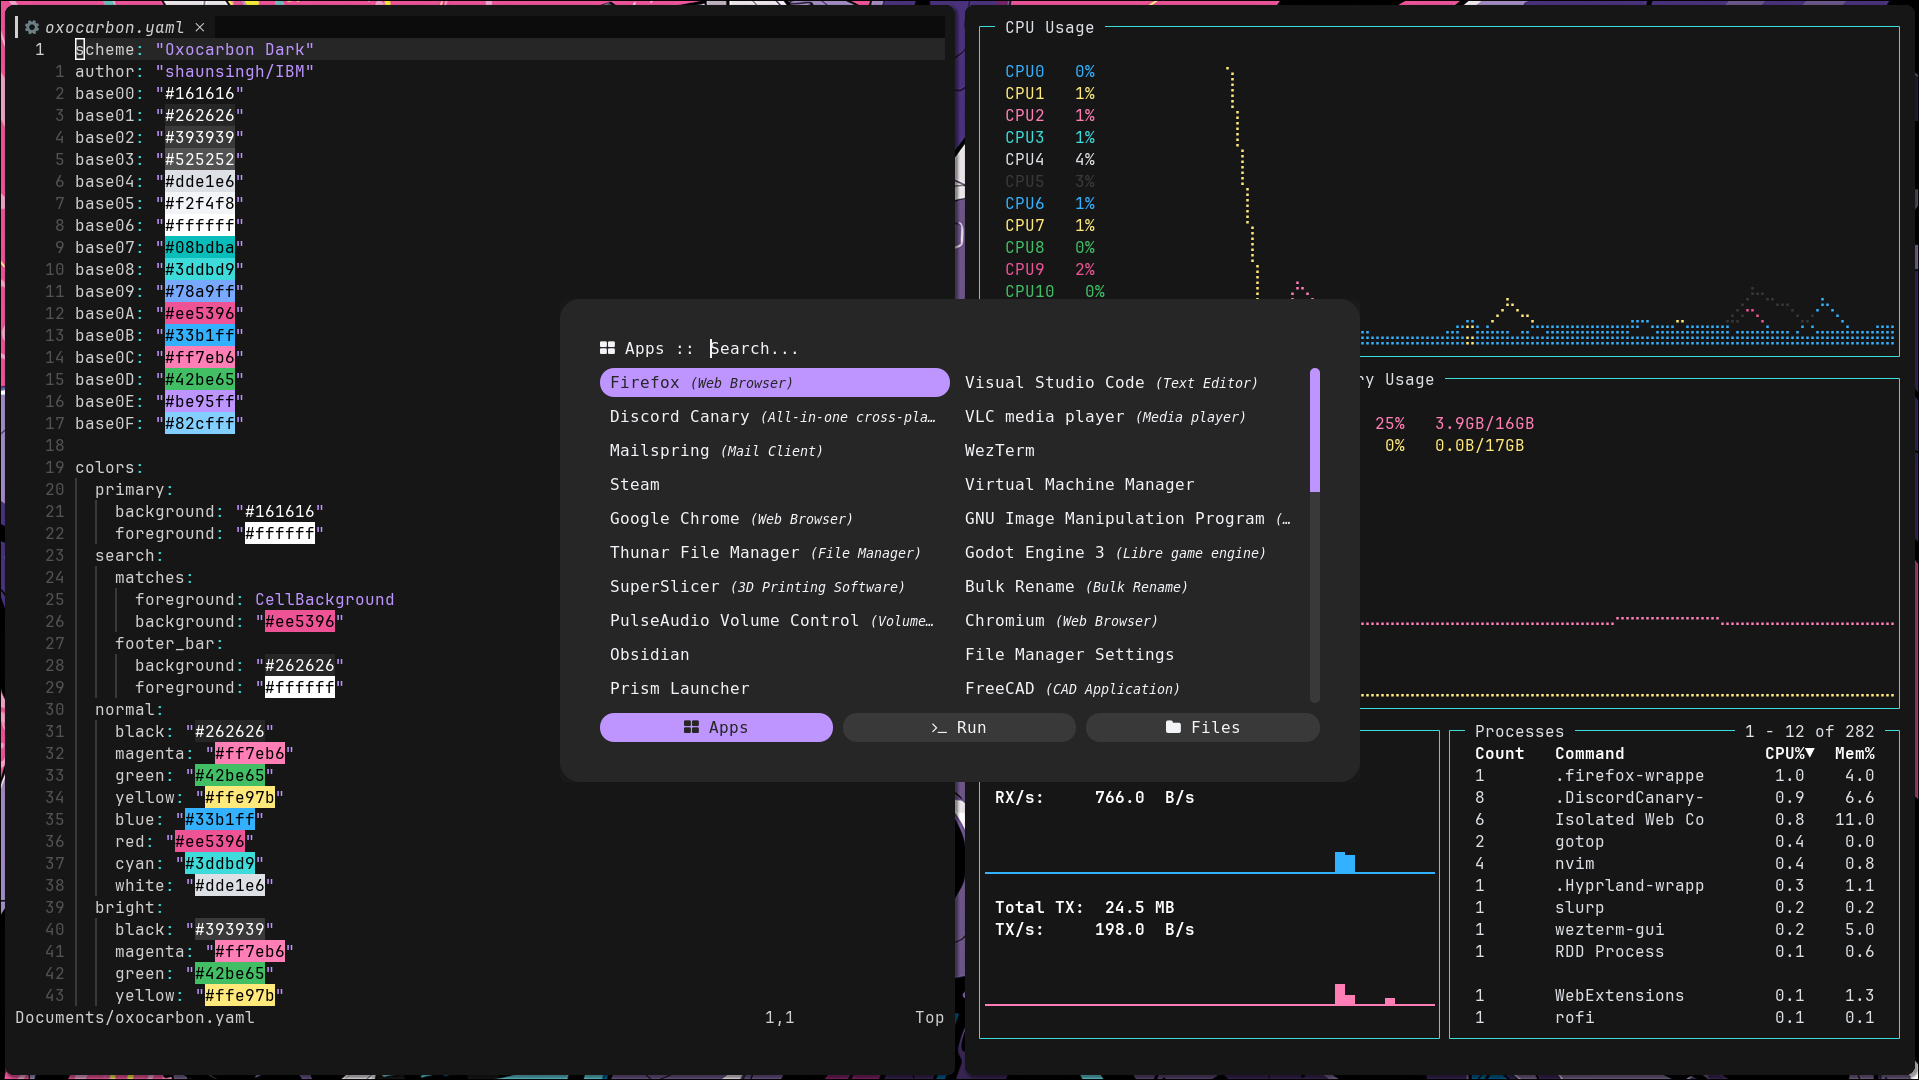 oxocarbon.yaml ×
1 scheme: "Oxocarbon Dark"
1 author: "shaunsingh/IBM"
2 base00: "#161616"
3 base01: "#262626"
4 base02: "#393939"
5 base03: "#525252"
6 base04: "#dde1e6"
7 base05: "#f2f4f8"
8 base06: "#ffffff"
9 base07: "#08bdba"
10 base08: "#3ddbd9"
11 base09: "#78a9ff"
12 base0A: "#ee5396"
13 base0B: "#33b1ff"
14 base0C: "#ff7eb6"
15 base0D: "#42be65"
16 base0E: "#be95ff"
17 base0F: "#82cfff"
18
19 colors:
20 primary:
21 background: "#161616"
22 foreground: "#ffffff"
23 search:
24 matches:
25 foreground: CellBackground
26 background: "#ee5396"
27 footer_bar:
28 background: "#262626"
29 foreground: "#ffffff"
30 normal:
31 black: "#262626"
32 magenta: "#ff7eb6"
33 green: "#42be65"
34 yellow: "#ffe97b"
35 blue: "#33b1ff"
36 red: "#ee5396"
37 cyan: "#3ddbd9"
38 white: "#dde1e6"
39 bright:
40 black: "#393939"
41 magenta: "#ff7eb6"
42 green: "#42be65"
43 yellow: "#ffe97b"
Documents/oxocarbon.yaml 1,1 Top
Apps :: Search...
Firefox (Web Browser)
Discord Canary (All-in-one cross-pla…
Mailspring (Mail Client)
Steam
Google Chrome (Web Browser)
Thunar File Manager (File Manager)
SuperSlicer (3D Printing Software)
PulseAudio Volume Control (Volume…
Obsidian
Prism Launcher
Visual Studio Code (Text Editor)
VLC media player (Media player)
WezTerm
Virtual Machine Manager
GNU Image Manipulation Program (…
Godot Engine 3 (Libre game engine)
Bulk Rename (Bulk Rename)
Chromium (Web Browser)
File Manager Settings
FreeCAD (CAD Application)
Apps
Run
Files
CPU Usage
CPU0 0%
CPU1 1%
CPU2 1%
CPU3 1%
CPU4 4%
CPU5 3%
CPU6 1%
CPU7 1%
CPU8 0%
CPU9 2%
CPU10 0%
ry Usage
25% 3.9GB/16GB
0% 0.0B/17GB
RX/s: 766.0 B/s
Total TX: 24.5 MB
TX/s: 198.0 B/s
Processes 1 - 12 of 282
Count Command CPU%▼ Mem%
1 .firefox-wrappe 1.0 4.0
8 .DiscordCanary- 0.9 6.6
6 Isolated Web Co 0.8 11.0
2 gotop 0.4 0.0
4 nvim 0.4 0.8
1 .Hyprland-wrapp 0.3 1.1
1 slurp 0.2 0.2
1 wezterm-gui 0.2 5.0
1 RDD Process 0.1 0.6
1 WebExtensions 0.1 1.3
1 rofi 0.1 0.1